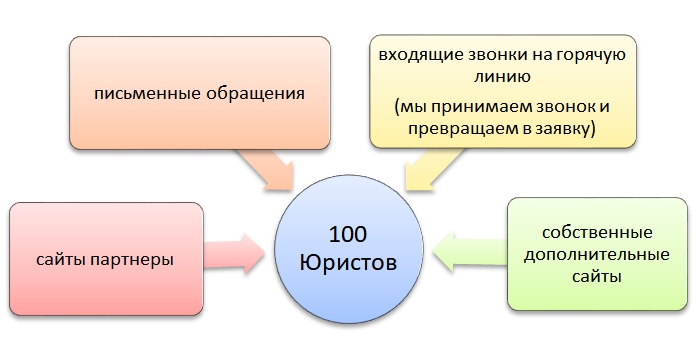 письменные обращения
входящие звонки на горячую
линию
(мы принимаем звонок и
превращаем в заявку)
сайты партнеры
100
Юристов
собственные
дополнительные
сайты